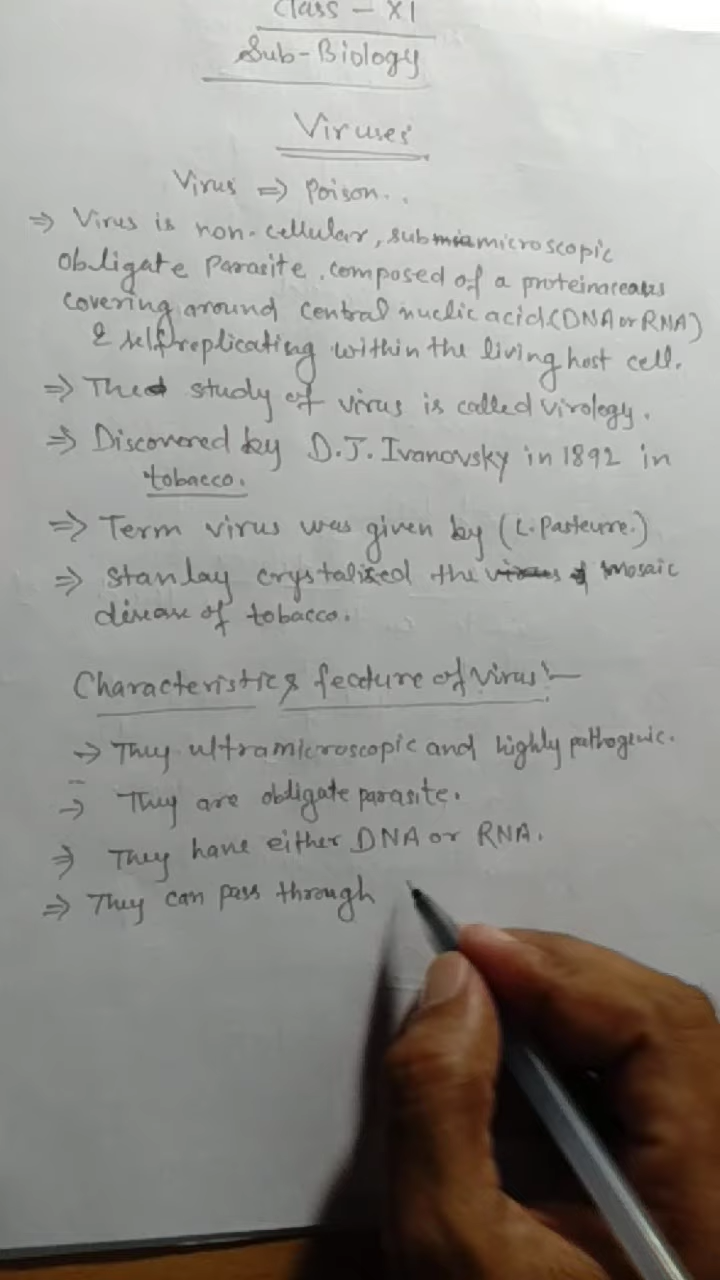 Class - XI
Sub-Biology
Viruses
Virus => Poison..
=> Virus is non-cellular, submicroscopic
Obligate Parasite, composed of a proteinaceaus
covering around central nuclic acid (DNA or RNA)
& self replicating within the living host cell.
=> The study of virus is called virology.
=> Discovered by D.J. Ivanovsky in 1892 in
tobacco.
=> Term virus was given by (L. Pasteure.)
=> Stanlay crystalized the mosaic
disease of tobacco.
Characteristics feature of Virus:-
-> They ultramicroscopic and highly pathogenic.
-> They are obligate parasite.
=> They have either DNA or RNA.
=> They can pass through